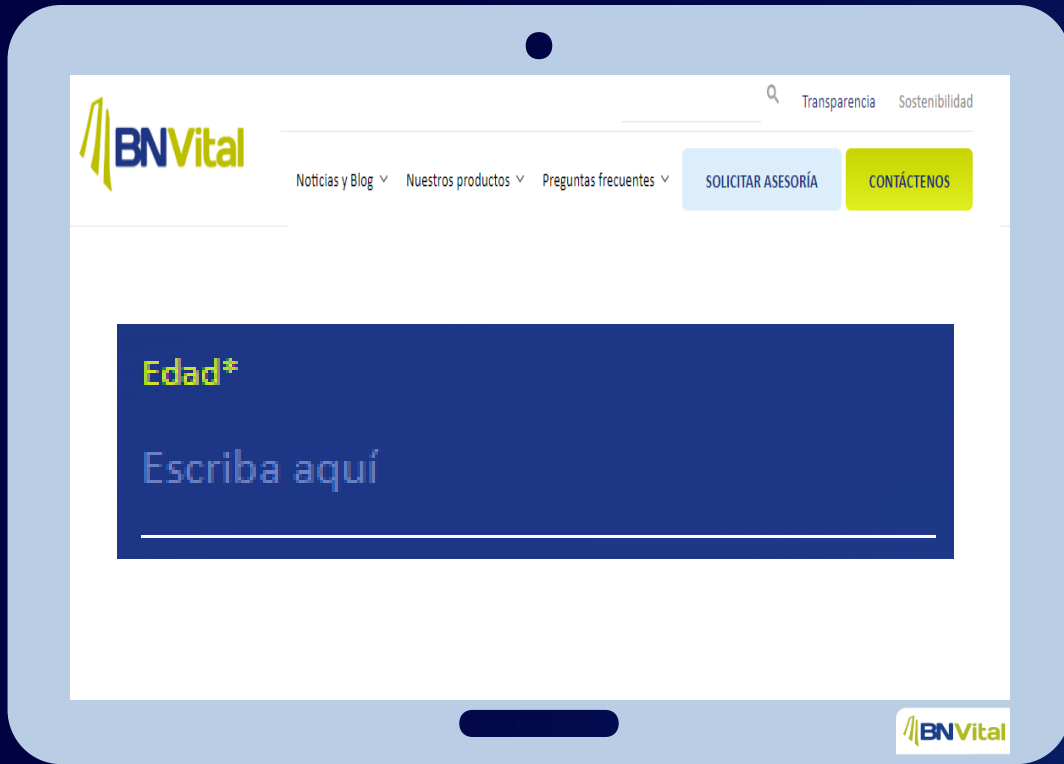 Transparencia Sostenibilidad
BNVital
Noticias y Blog Nuestros productos Preguntas frecuentes SOLICITAR ASESORÍA CONTÁCTENOS
Edad*
Escriba aquí
BNVital